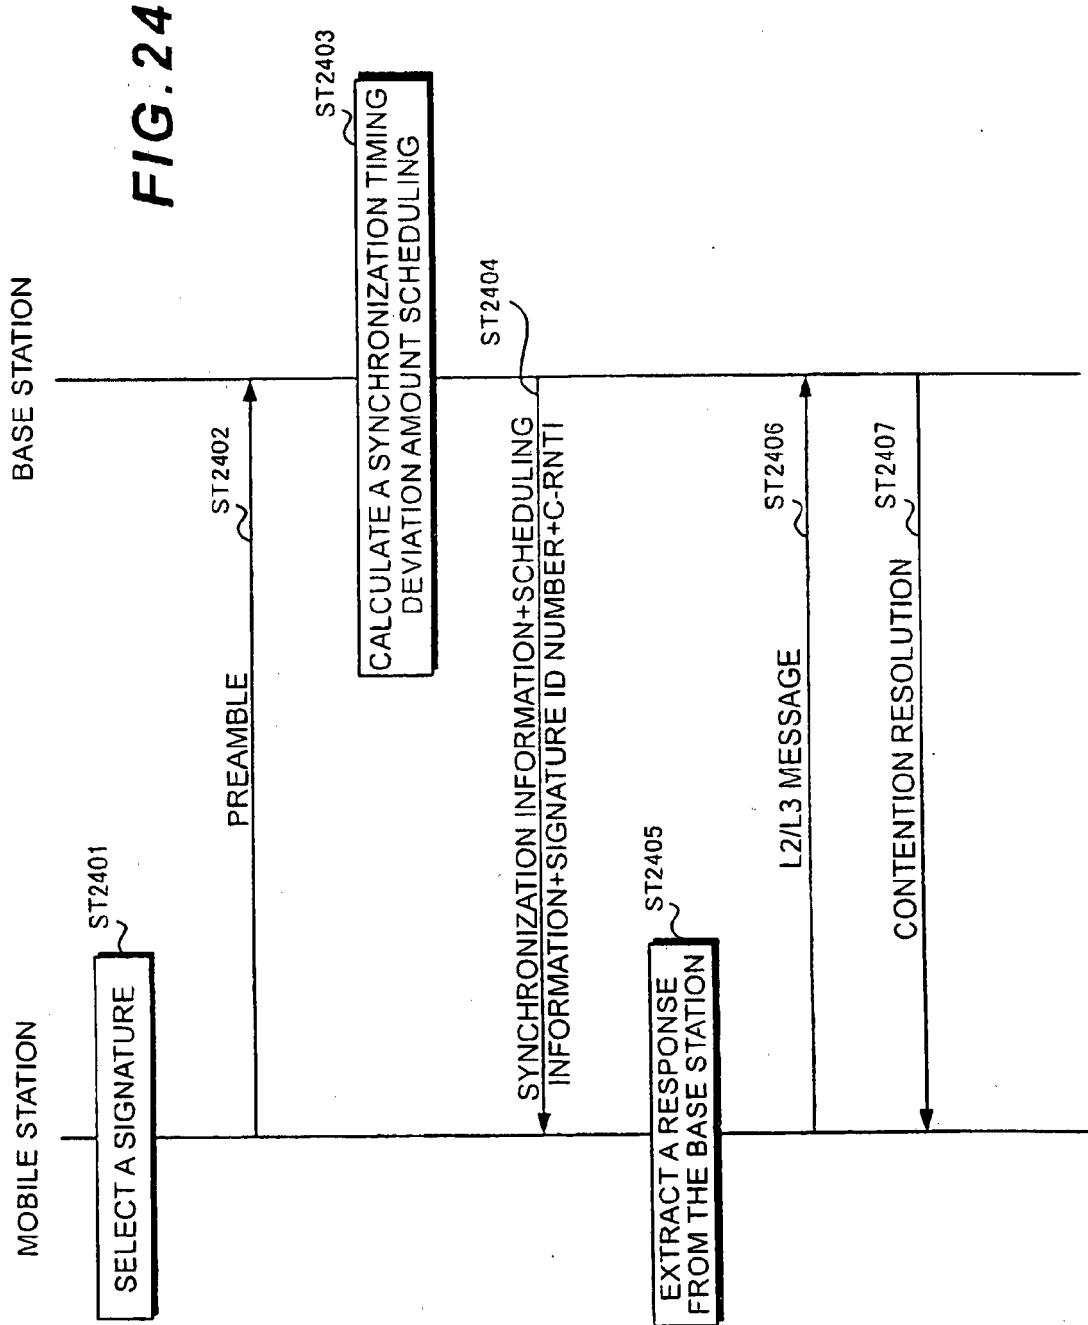 FIG. 24
MOBILE STATION
BASE STATION
SELECT A SIGNATURE
ST2401
PREAMBLE
ST2402
CALCULATE A SYNCHRONIZATION TIMING
DEVIATION AMOUNT SCHEDULING
ST2403
SYNCHRONIZATION INFORMATION+SCHEDULING
INFORMATION+SIGNATURE ID NUMBER+C-RNTI
ST2404
EXTRACT A RESPONSE
FROM THE BASE STATION
ST2405
L2/L3 MESSAGE
ST2406
CONTENTION RESOLUTION
ST2407